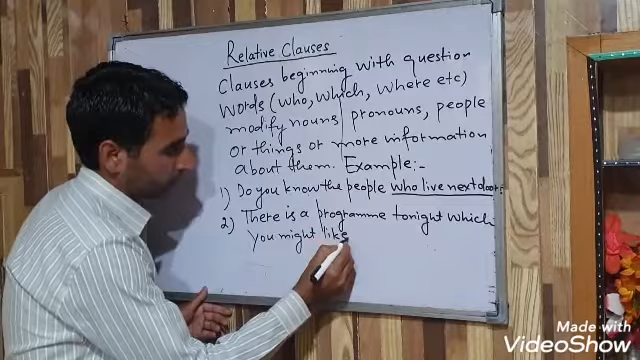 Relative Clauses
Clauses beginning with question
words (who, which, where etc)
modify nouns, pronouns, people
or things or more information
about them. Example:-
1) Do you know the people who live next door.
2) There is a programme tonight which
you might like
Made with
VideoShow